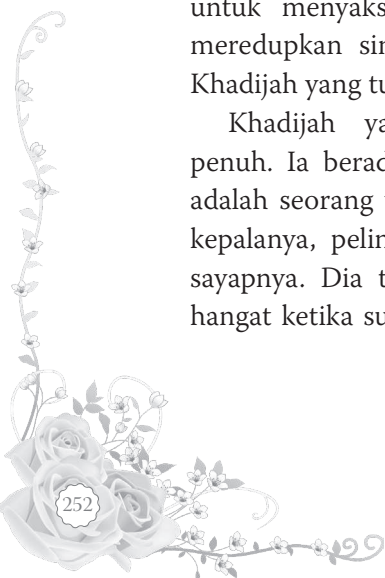 untuk menyaks
meredupkan sin
Khadijah yang tu
Khadijah ya
penuh. Ia berad
adalah seorang
kepalanya, pelin
sayapnya. Dia t
hangat ketika su
252